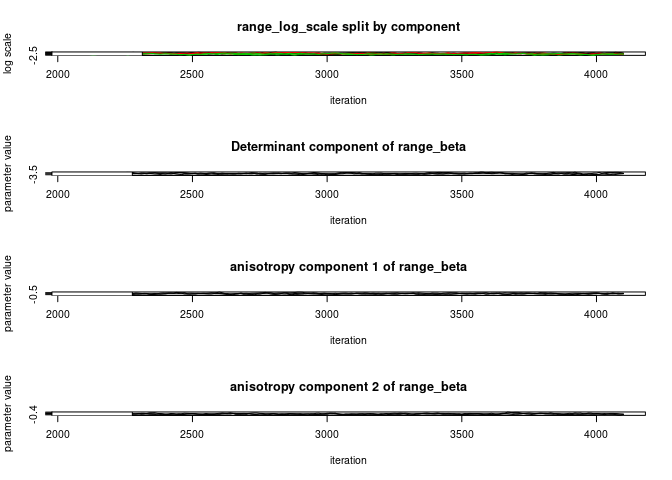 range_log_scale split by component
log scale
-2.5
2000 2500 3000 3500 4000
iteration
Determinant component of range_beta
parameter value
-3.5
2000 2500 3000 3500 4000
iteration
anisotropy component 1 of range_beta
parameter value
-0.5
2000 2500 3000 3500 4000
iteration
anisotropy component 2 of range_beta
parameter value
-0.4
2000 2500 3000 3500 4000
iteration